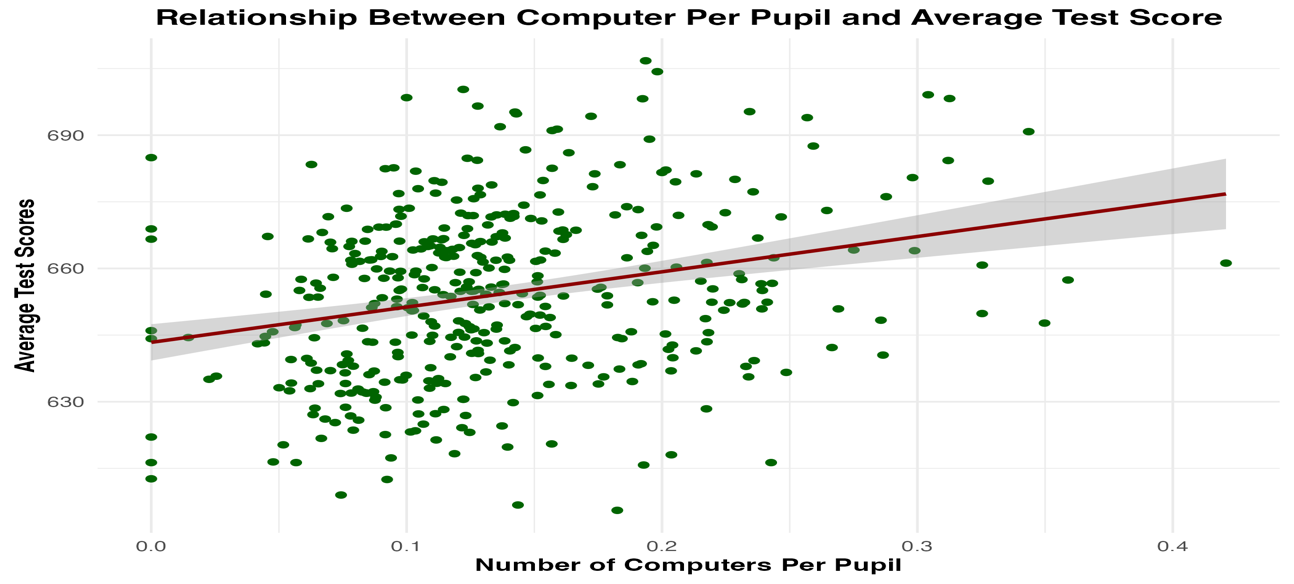 Relationship Between Computer Per Pupil and Average Test Score
Average Test Scores
690
660
630
0.0 0.1 0.2 0.3 0.4
Number of Computers Per Pupil